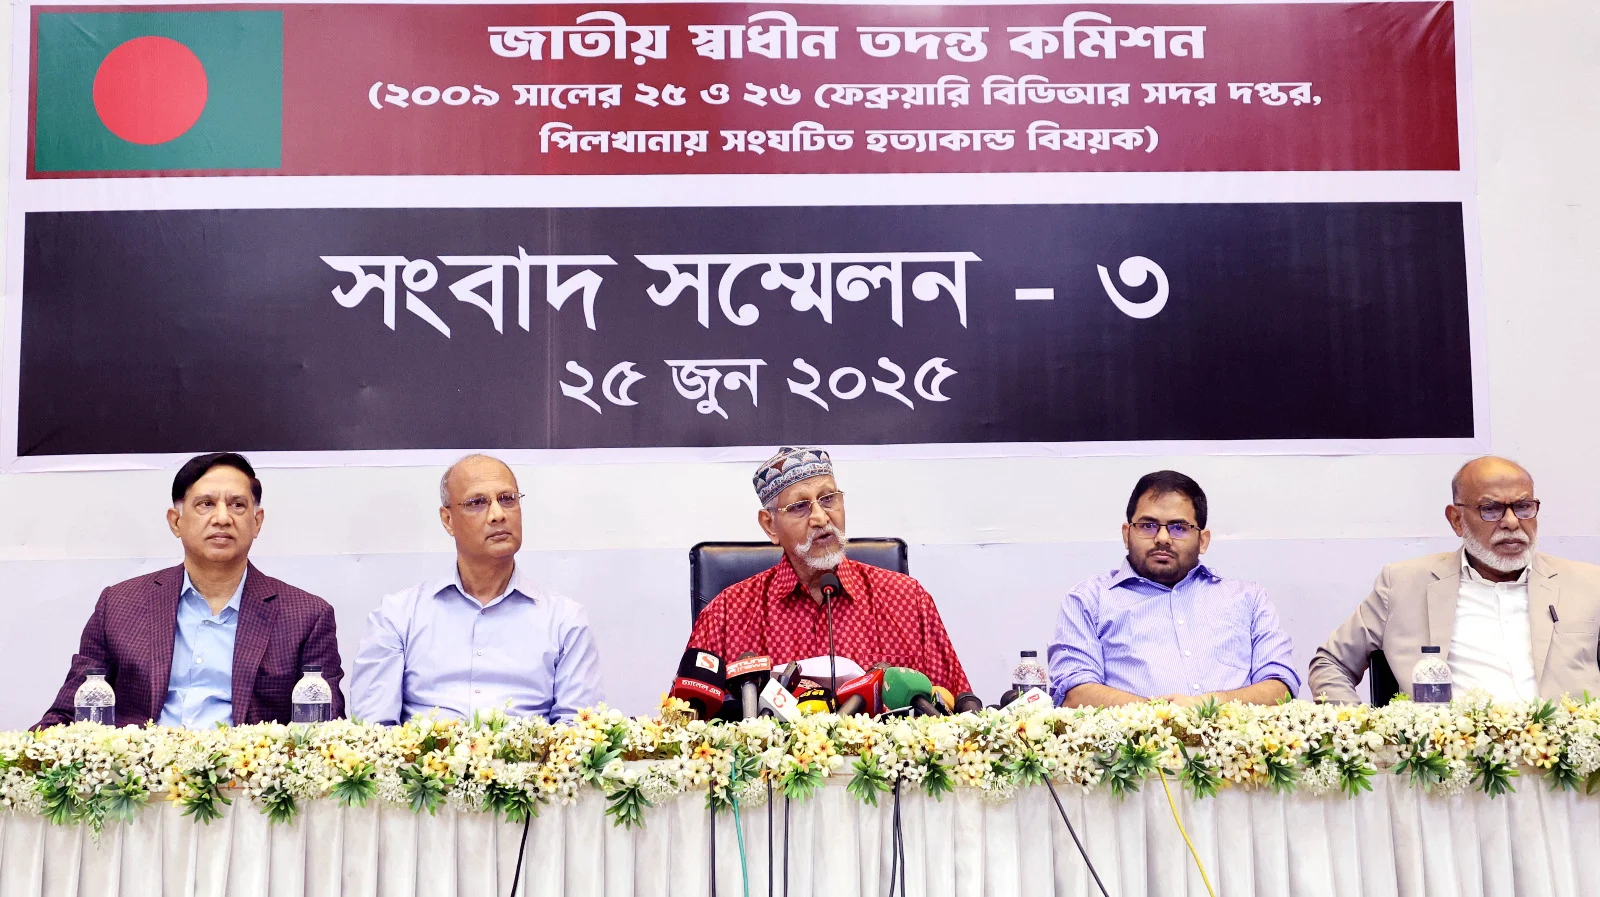 জাতীয় স্বাধীন তদন্ত কমিশন
(২০০৯ সালের ২৫ ও ২৬ ফেব্রুয়ারি বিডিআর সদর দপ্তর,
পিলখানায় সংঘটিত হত্যাকান্ড বিষয়ক)
সংবাদ সম্মেলন - ৩
২৫ জুন ২০২৫
S
চ্যানেল এস